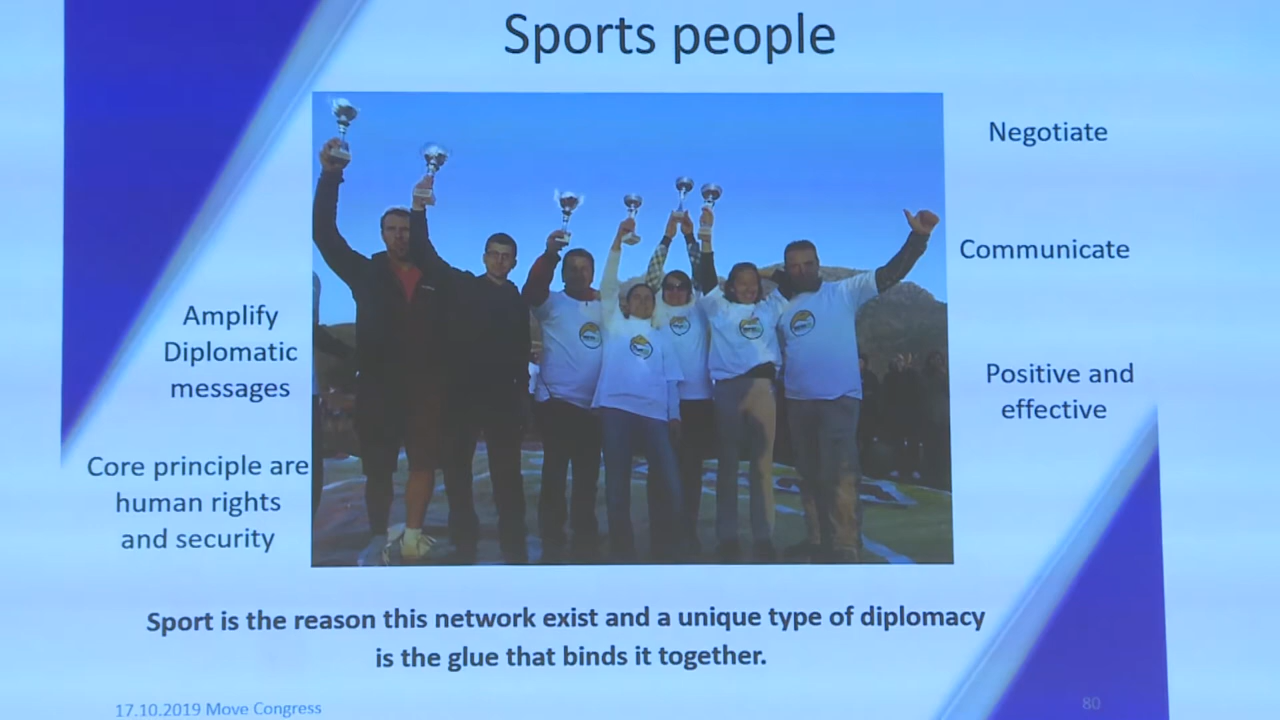 Sports people
Negotiate
Communicate
Positive and
effective
Amplify
Diplomatic
messages
Core principle are
human rights
and security
Sport is the reason this network exist and a unique type of diplomacy
is the glue that binds it together.
17.10.2019 Move Congress
80